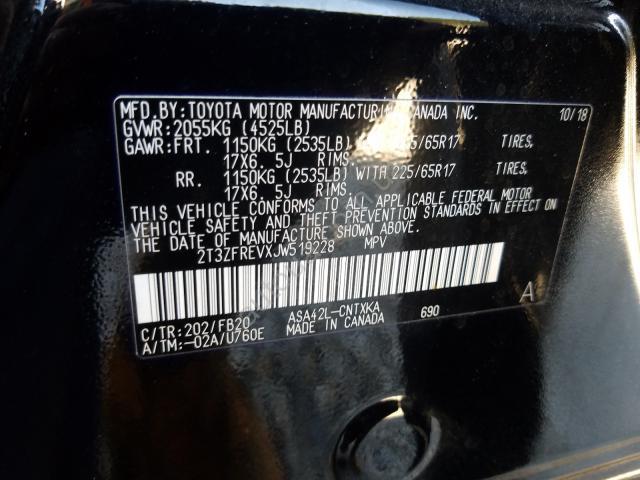 MFD.BY:TOYOTA MOTOR MANUFACTURING CANADA INC. 10/18
GVWR:2055KG (4525LB)
GAWR:FRT. 1150KG (2535LB) 225/65R17 TIRES,
17X6.5J RIMS,
RR. 1150KG (2535LB) WITH 225/65R17 TIRES,
17X6.5J RIMS.
THIS VEHICLE CONFORMS TO ALL APPLICABLE FEDERAL MOTOR
VEHICLE SAFETY AND THEFT PREVENTION STANDARDS IN EFFECT ON
THE DATE OF MANUFACTURE SHOWN ABOVE.
2T3ZFREVXJW519228 MPV
A
C/TR:202/FB20 ASA42L-CNTXKA 690
A/TM:-02A/U760E MADE IN CANADA